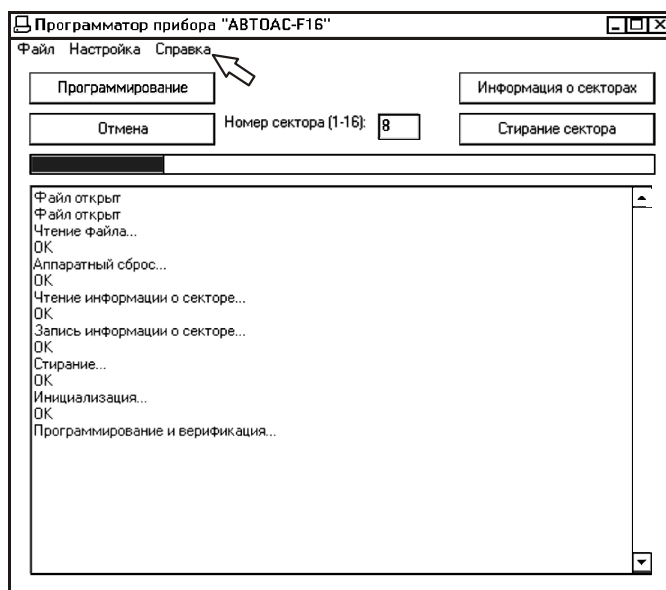 Программатор прибора "АВТОАС-F16"
Файл Настройка Справка
Программирование
Информация о секторах
Отмена
Номер сектора (1-16): 8
Стирание сектора
Файл открыт
Файл открыт
Чтение файла...
OK
Аппаратный сброс...
OK
Чтение информации о секторе...
OK
Запись информации о секторе...
OK
Стирание...
OK
Инициализация...
OK
Программирование и верификация...